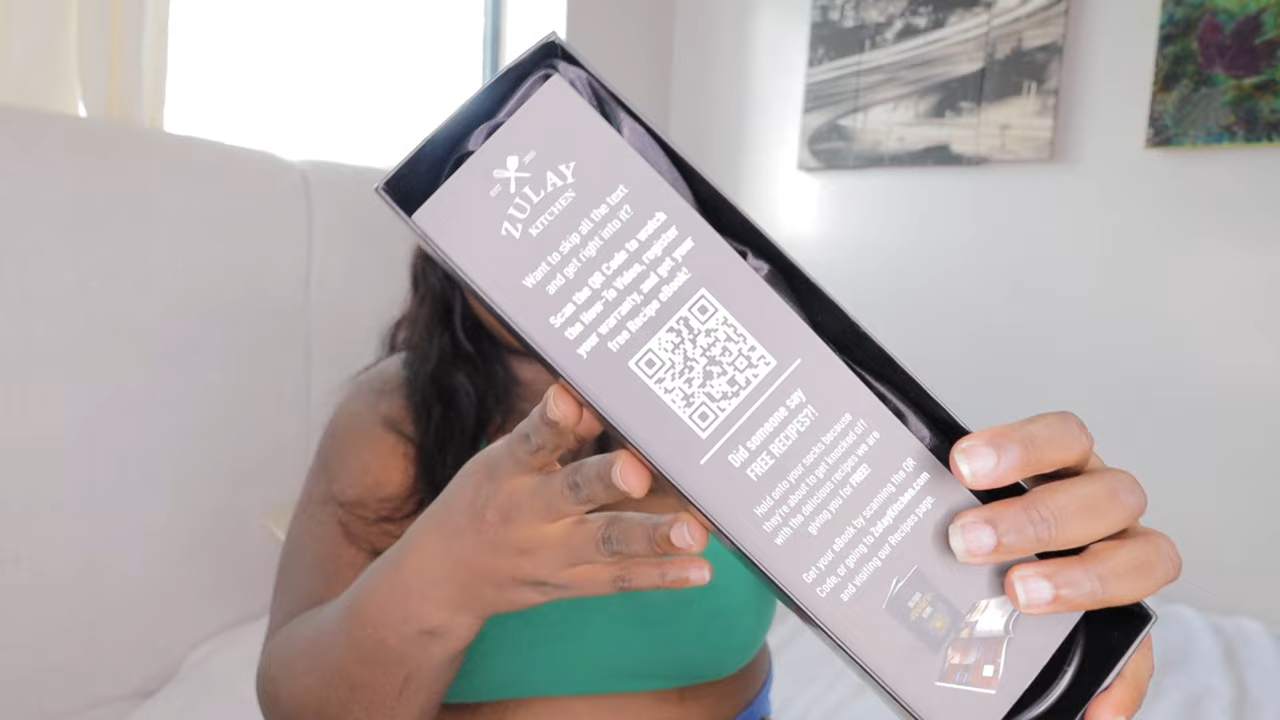 ZULAY
KITCHEN
Want to skip all the text
and get right into it?
Scan the QR Code to watch
the How-To Video, register
your warranty, and get your
free Recipe eBook!
Did someone say
FREE RECIPES?!
Hold onto your socks because
they're about to get knocked off
with the delicious recipes we are
giving you for FREE!
Get your eBook by scanning the QR
Code, or going to ZulayKitchen.com
and visiting our Recipes page.